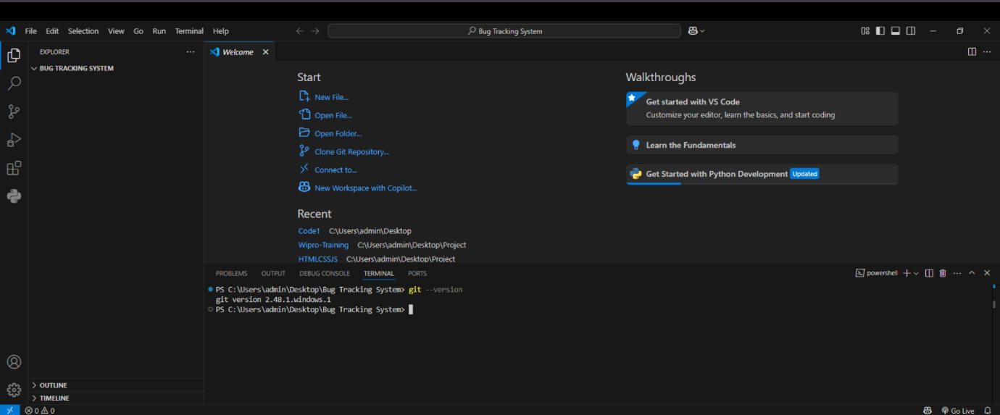 File Edit Selection View Go Run Terminal Help
Bug Tracking System
EXPLORER
BUG TRACKING SYSTEM
OUTLINE
TIMELINE
Welcome
Start
New File...
Open File...
Open Folder...
Clone Git Repository...
Connect to...
New Workspace with Copilot...
Recent
Code1 C:\Users\admin\Desktop
Wipro-Training C:\Users\admin\Desktop\Project
HTMLCSSJS C:\Users\admin\Desktop\Project
Walkthroughs
Get started with VS Code
Customize your editor, learn the basics, and start coding
Learn the Fundamentals
Get Started with Python Development Updated
PROBLEMS OUTPUT DEBUG CONSOLE TERMINAL PORTS
powershell
PS C:\Users\admin\Desktop\Bug Tracking System> git --version
git version 2.48.1.windows.1
PS C:\Users\admin\Desktop\Bug Tracking System>
0 0
Go Live